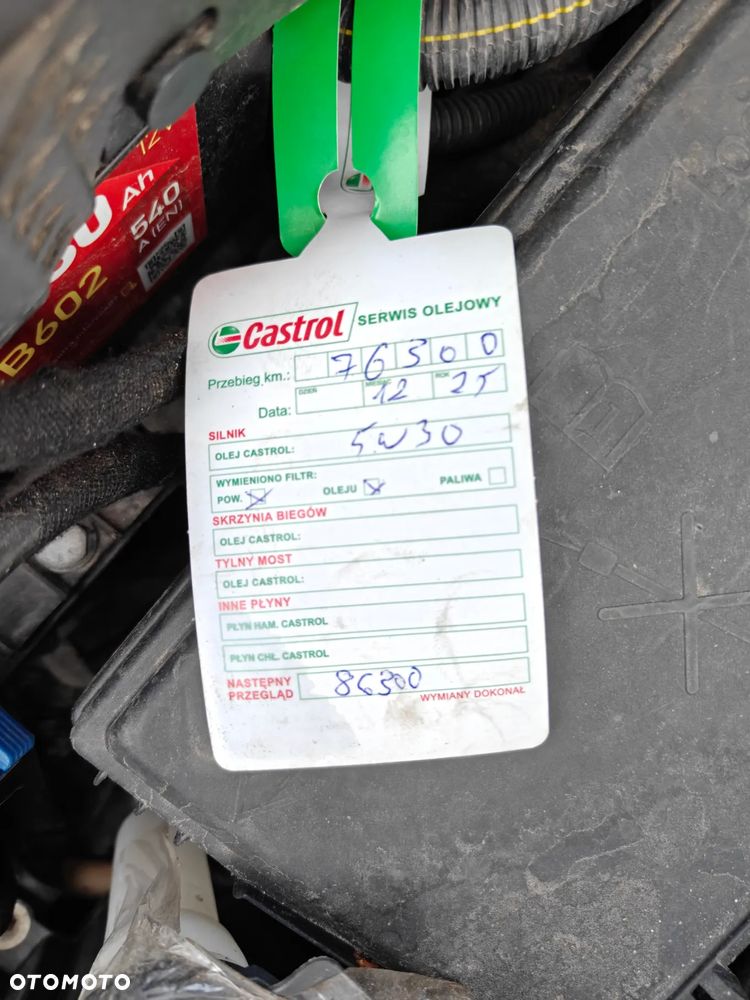 12V
60 Ah
540
A (EN)
B602
Castrol SERWIS OLEJOWY
Przebieg km.: 76300
DZIEŃ MIESIĄC ROK
Data: 12 25
SILNIK
OLEJ CASTROL: 5W30
WYMIENIONO FILTR:
POW. OLEJU PALIWA
SKRZYNIA BIEGÓW
OLEJ CASTROL:
TYLNY MOST
OLEJ CASTROL:
INNE PŁYNY
PŁYN HAM. CASTROL
PŁYN CHŁ. CASTROL
NASTĘPNY
PRZEGLĄD 86300
WYMIANY DOKONAŁ
OTOMOTO